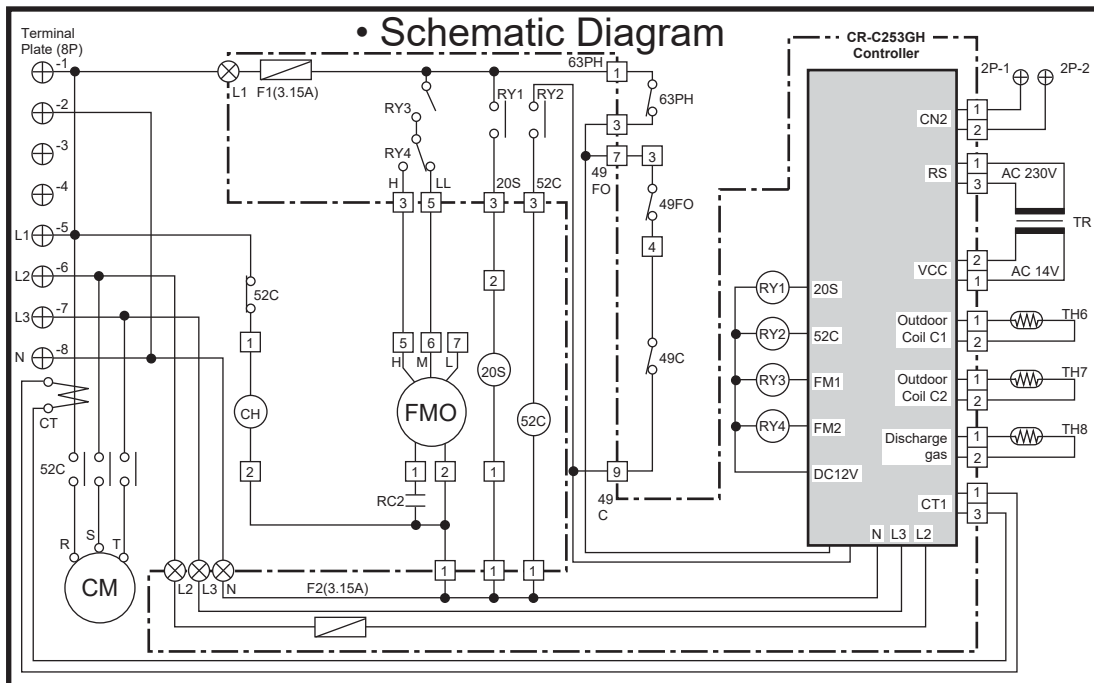 • Schematic Diagram
Terminal
Plate (8P)
-1
-2
-3
-4
L1 -5
L2 -6
L3 -7
N -8
CT
52C
R S T
CM
L1 F1(3.15A)
RY3
RY4
H LL
3 5
RY1
20S
3
RY2
52C
3
63PH
1
63PH
3
7 3
49
FO
49FO
4
49C
9
49
C
52C
1
CH
2
5 6 7
H M L
FMO
1 2
RC2
2
20S
1
52C
1 1 1
L2 L3 N
F2(3.15A)
CR-C253GH
Controller
2P-1 2P-2
CN2
1
2
RS
1
3
AC 230V
TR
VCC
2
1
AC 14V
RY1 20S
RY2 52C
RY3 FM1
RY4 FM2
DC12V
Outdoor
Coil C1
1
2
TH6
Outdoor
Coil C2
1
2
TH7
Discharge
gas
1
2
TH8
CT1
1
3
N L3 L2